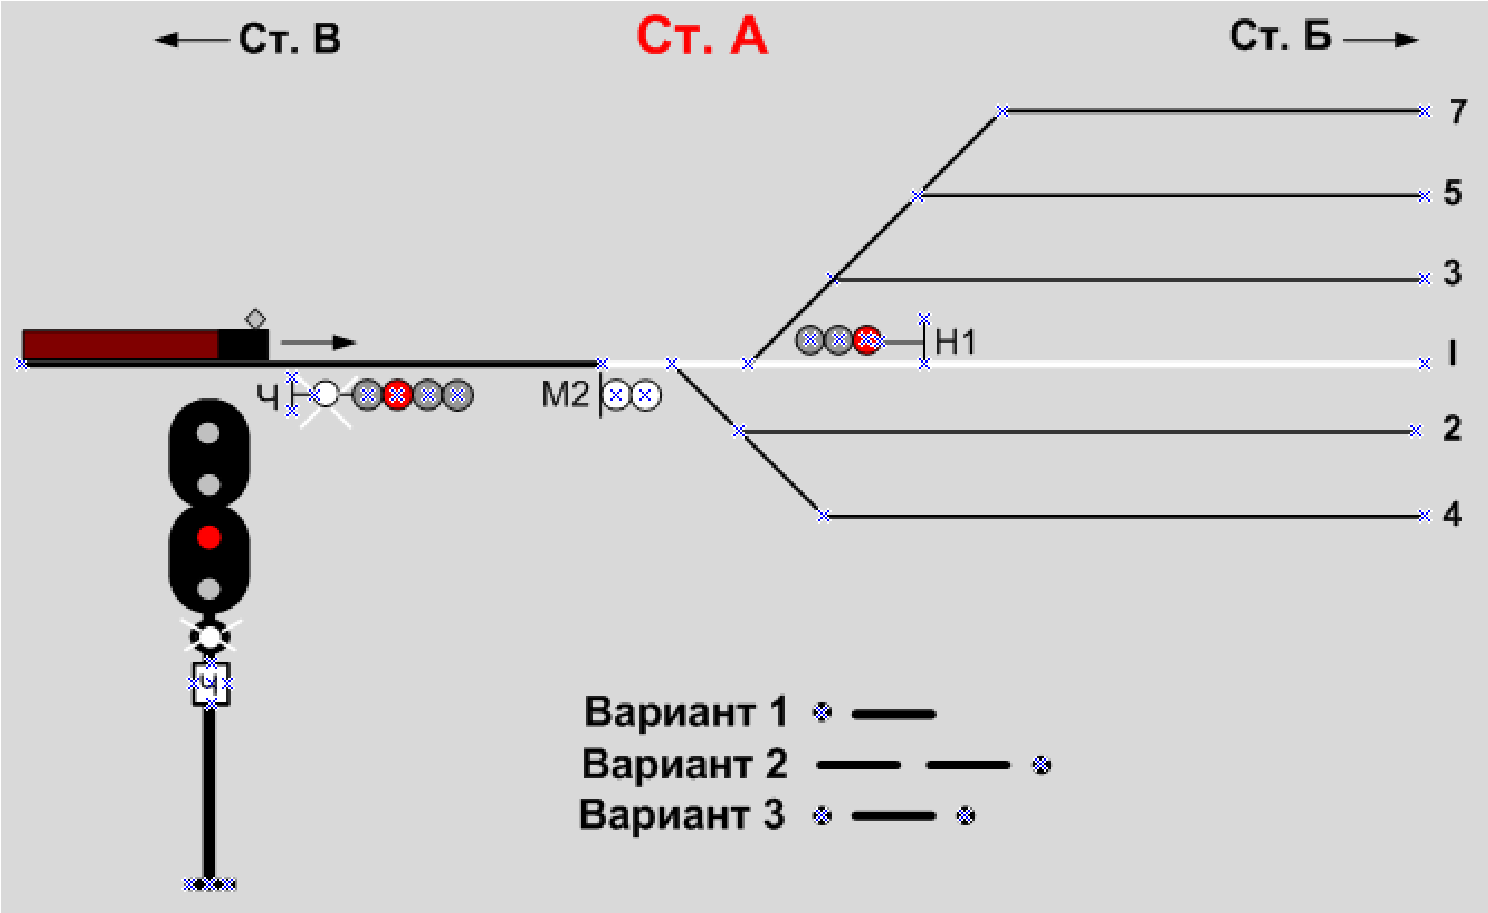 Ст. В
Ст. А
Ст. Б
7
5
3
Н1
I
Ч
М2
2
4
Ч
Вариант 1
Вариант 2
Вариант 3